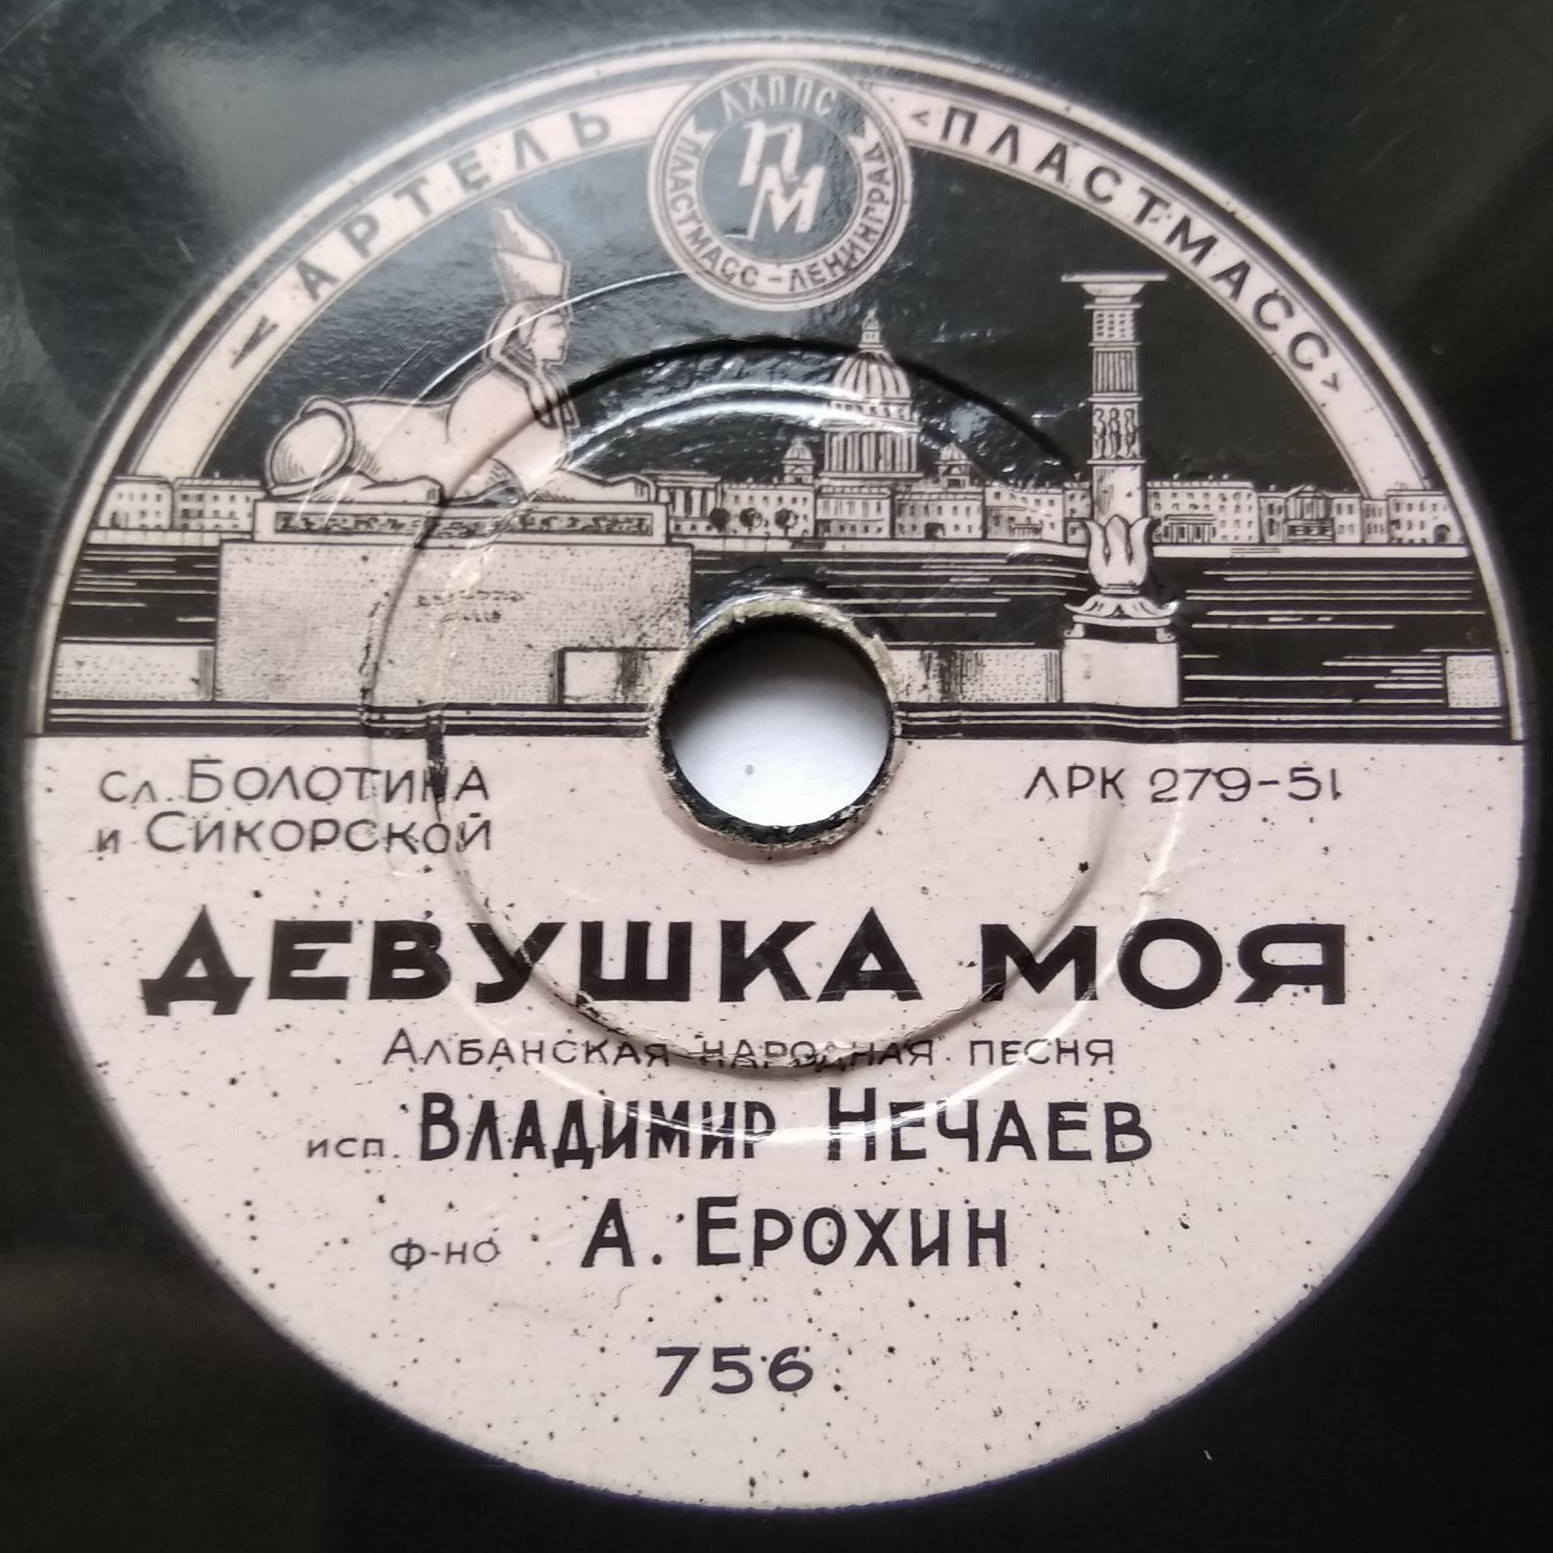 АРТЕЛЬ «ПЛАСТМАСС»
ЛХППС
ПМ
ПЛАСТМАСС-ЛЕНИНГРАД
Сл. БОЛОТИНА
и СИКОРСКОЙ
ЛРК 279-51
ДЕВУШКА МОЯ
АЛБАНСКАЯ НАРОДНАЯ ПЕСНЯ
исп. ВЛАДИМИР НЕЧАЕВ
Ф-НО А. ЕРОХИН
756